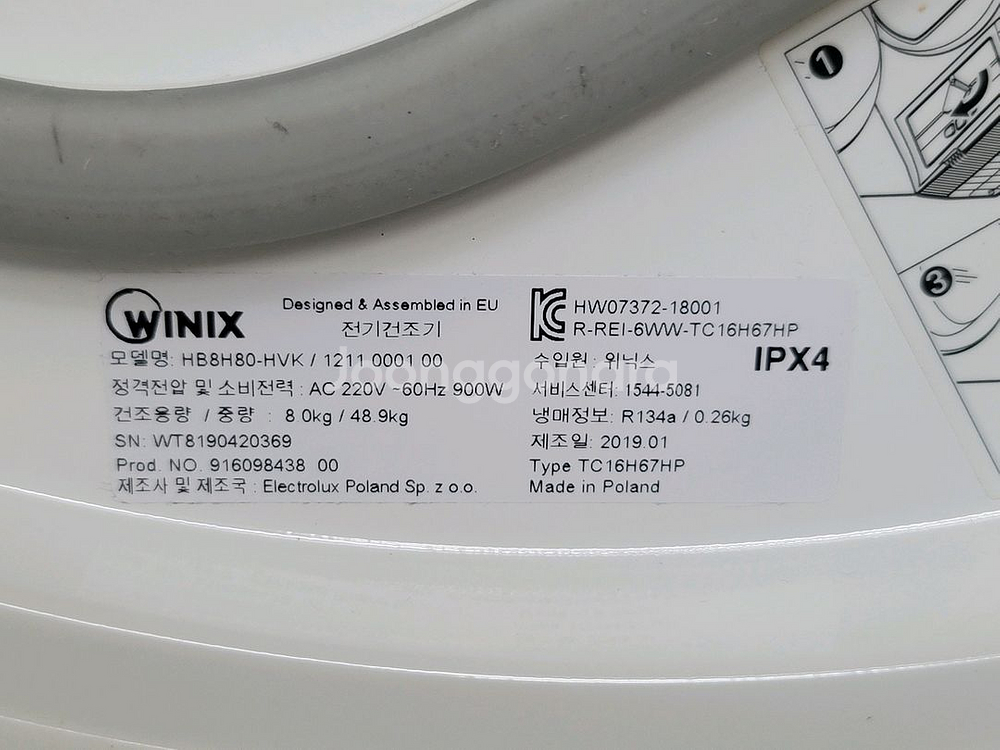 WINIX
Designed & Assembled in EU
전기건조기
모델명: HB8H80-HVK / 1211 0001 00
정격전압 및 소비전력 : AC 220V ~60Hz 900W
건조용량 / 중량 : 8.0kg / 48.9kg
SN: WT8190420369
Prod. NO. 916098438 00
제조사 및 제조국 : Electrolux Poland Sp. z o.o.
HW07372-18001
R-REI-6WW-TC16H67HP
수입원 : 위닉스
IPX4
서비스센터: 1544-5081
냉매정보: R134a / 0.26kg
제조일: 2019.01
Type TC16H67HP
Made in Poland
Joonggonara
1
3